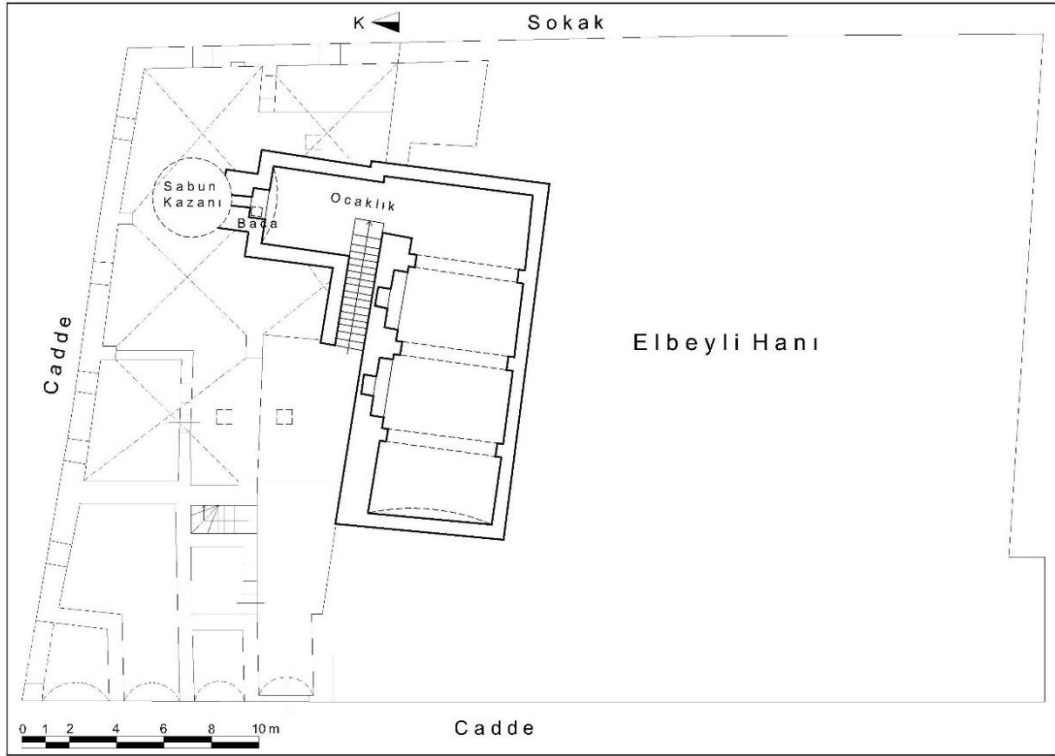 K
Sokak
Sabun
Kazanı
Ocaklık
Baca
Cadde
Elbeyli Hanı
0 1 2 4 6 8 10 m
Cadde